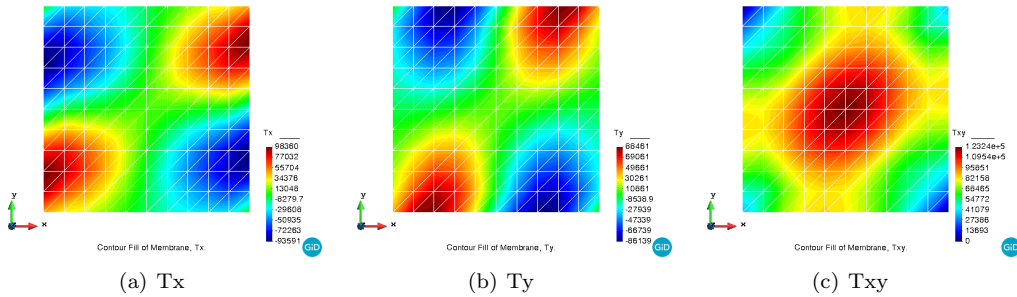 Tx
98360
77032
55704
34376
13048
-8279.7
-29608
-50935
-72263
-93591
y
x
Contour Fill of Membrane, Tx.
GiD
(a) Tx
Ty
88461
69061
49661
30261
10861
-8538.9
-27939
-47339
-66739
-86139
y
x
Contour Fill of Membrane, Ty.
GiD
(b) Ty
Txy
1.2324e+5
1.0954e+5
95851
82158
68465
54772
41079
27386
13693
0
y
x
Contour Fill of Membrane, Txy.
GiD
(c) Txy